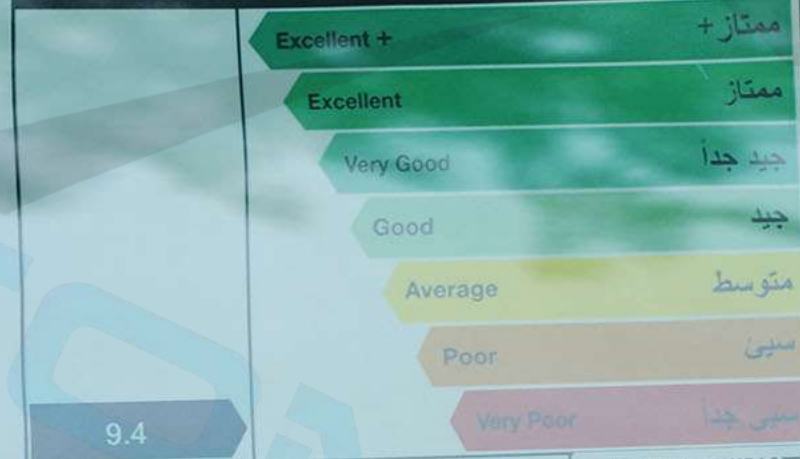 Excellent + ممتاز+
Excellent ممتاز
Very Good جيد جداً
Good جيد
Average متوسط
Poor سيئ
9.4 Very Poor سيئ جداً